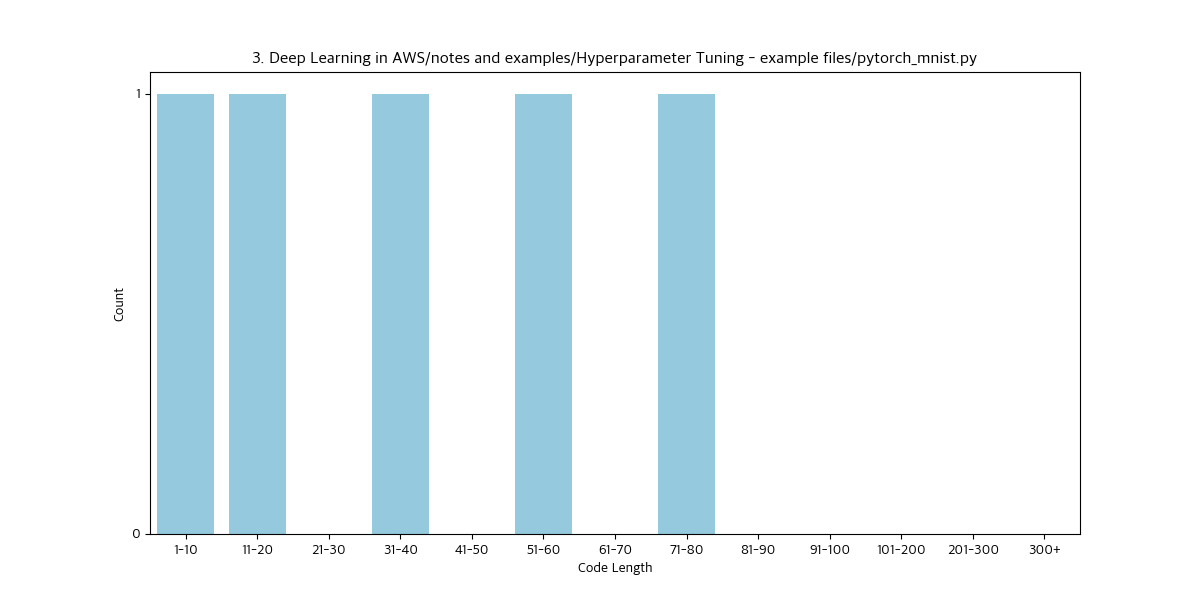 3. Deep Learning in AWS/notes and examples/Hyperparameter Tuning - example files/pytorch_mnist.py
1
Count
0
1-10 11-20 21-30 31-40 41-50 51-60 61-70 71-80 81-90 91-100 101-200 201-300 300+
Code Length